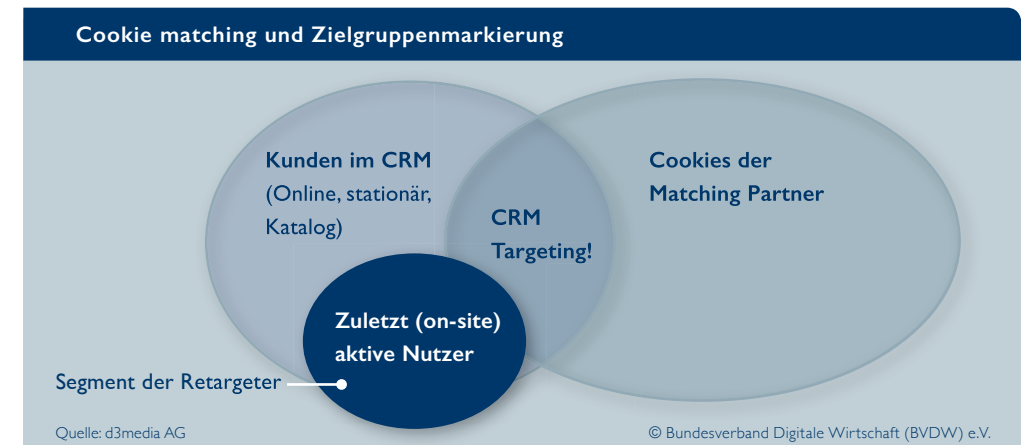 Cookie matching und Zielgruppenmarkierung
Kunden im CRM
(Online, stationär,
Katalog)
Cookies der
Matching Partner
CRM
Targeting!
Zuletzt (on-site)
aktive Nutzer
Segment der Retargeter
Quelle: d3media AG
© Bundesverband Digitale Wirtschaft (BVDW) e.V.